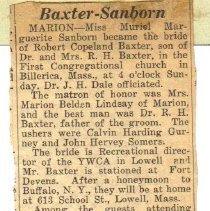 Baxter-Sanborn
MARION—Miss Muriel Mar-
guerite Sanborn became the bride
of Robert Copeland Baxter, son of
Dr. and Mrs. R. H. Baxter, in the
First Congregational church in
Billerica, Mass., at 4 o'clock Sun-
day. Dr. J. H. Dale officiated.
The matron of honor was Mrs.
Marion Belden Lindsay of Marion,
and the best man was Dr. R. H.
Baxter, father of the groom. The
ushers were Calvin Harding Gur-
ney and John Hervey Somers.
The bride is Recreational direc-
tor of the YWCA in Lowell and
Mr. Baxter is stationed at Ft.
Devens. After a honeymoon to
Buffalo, N. Y., they will be at home
at 613 School St., Lowell, Mass.
Among the guests attending